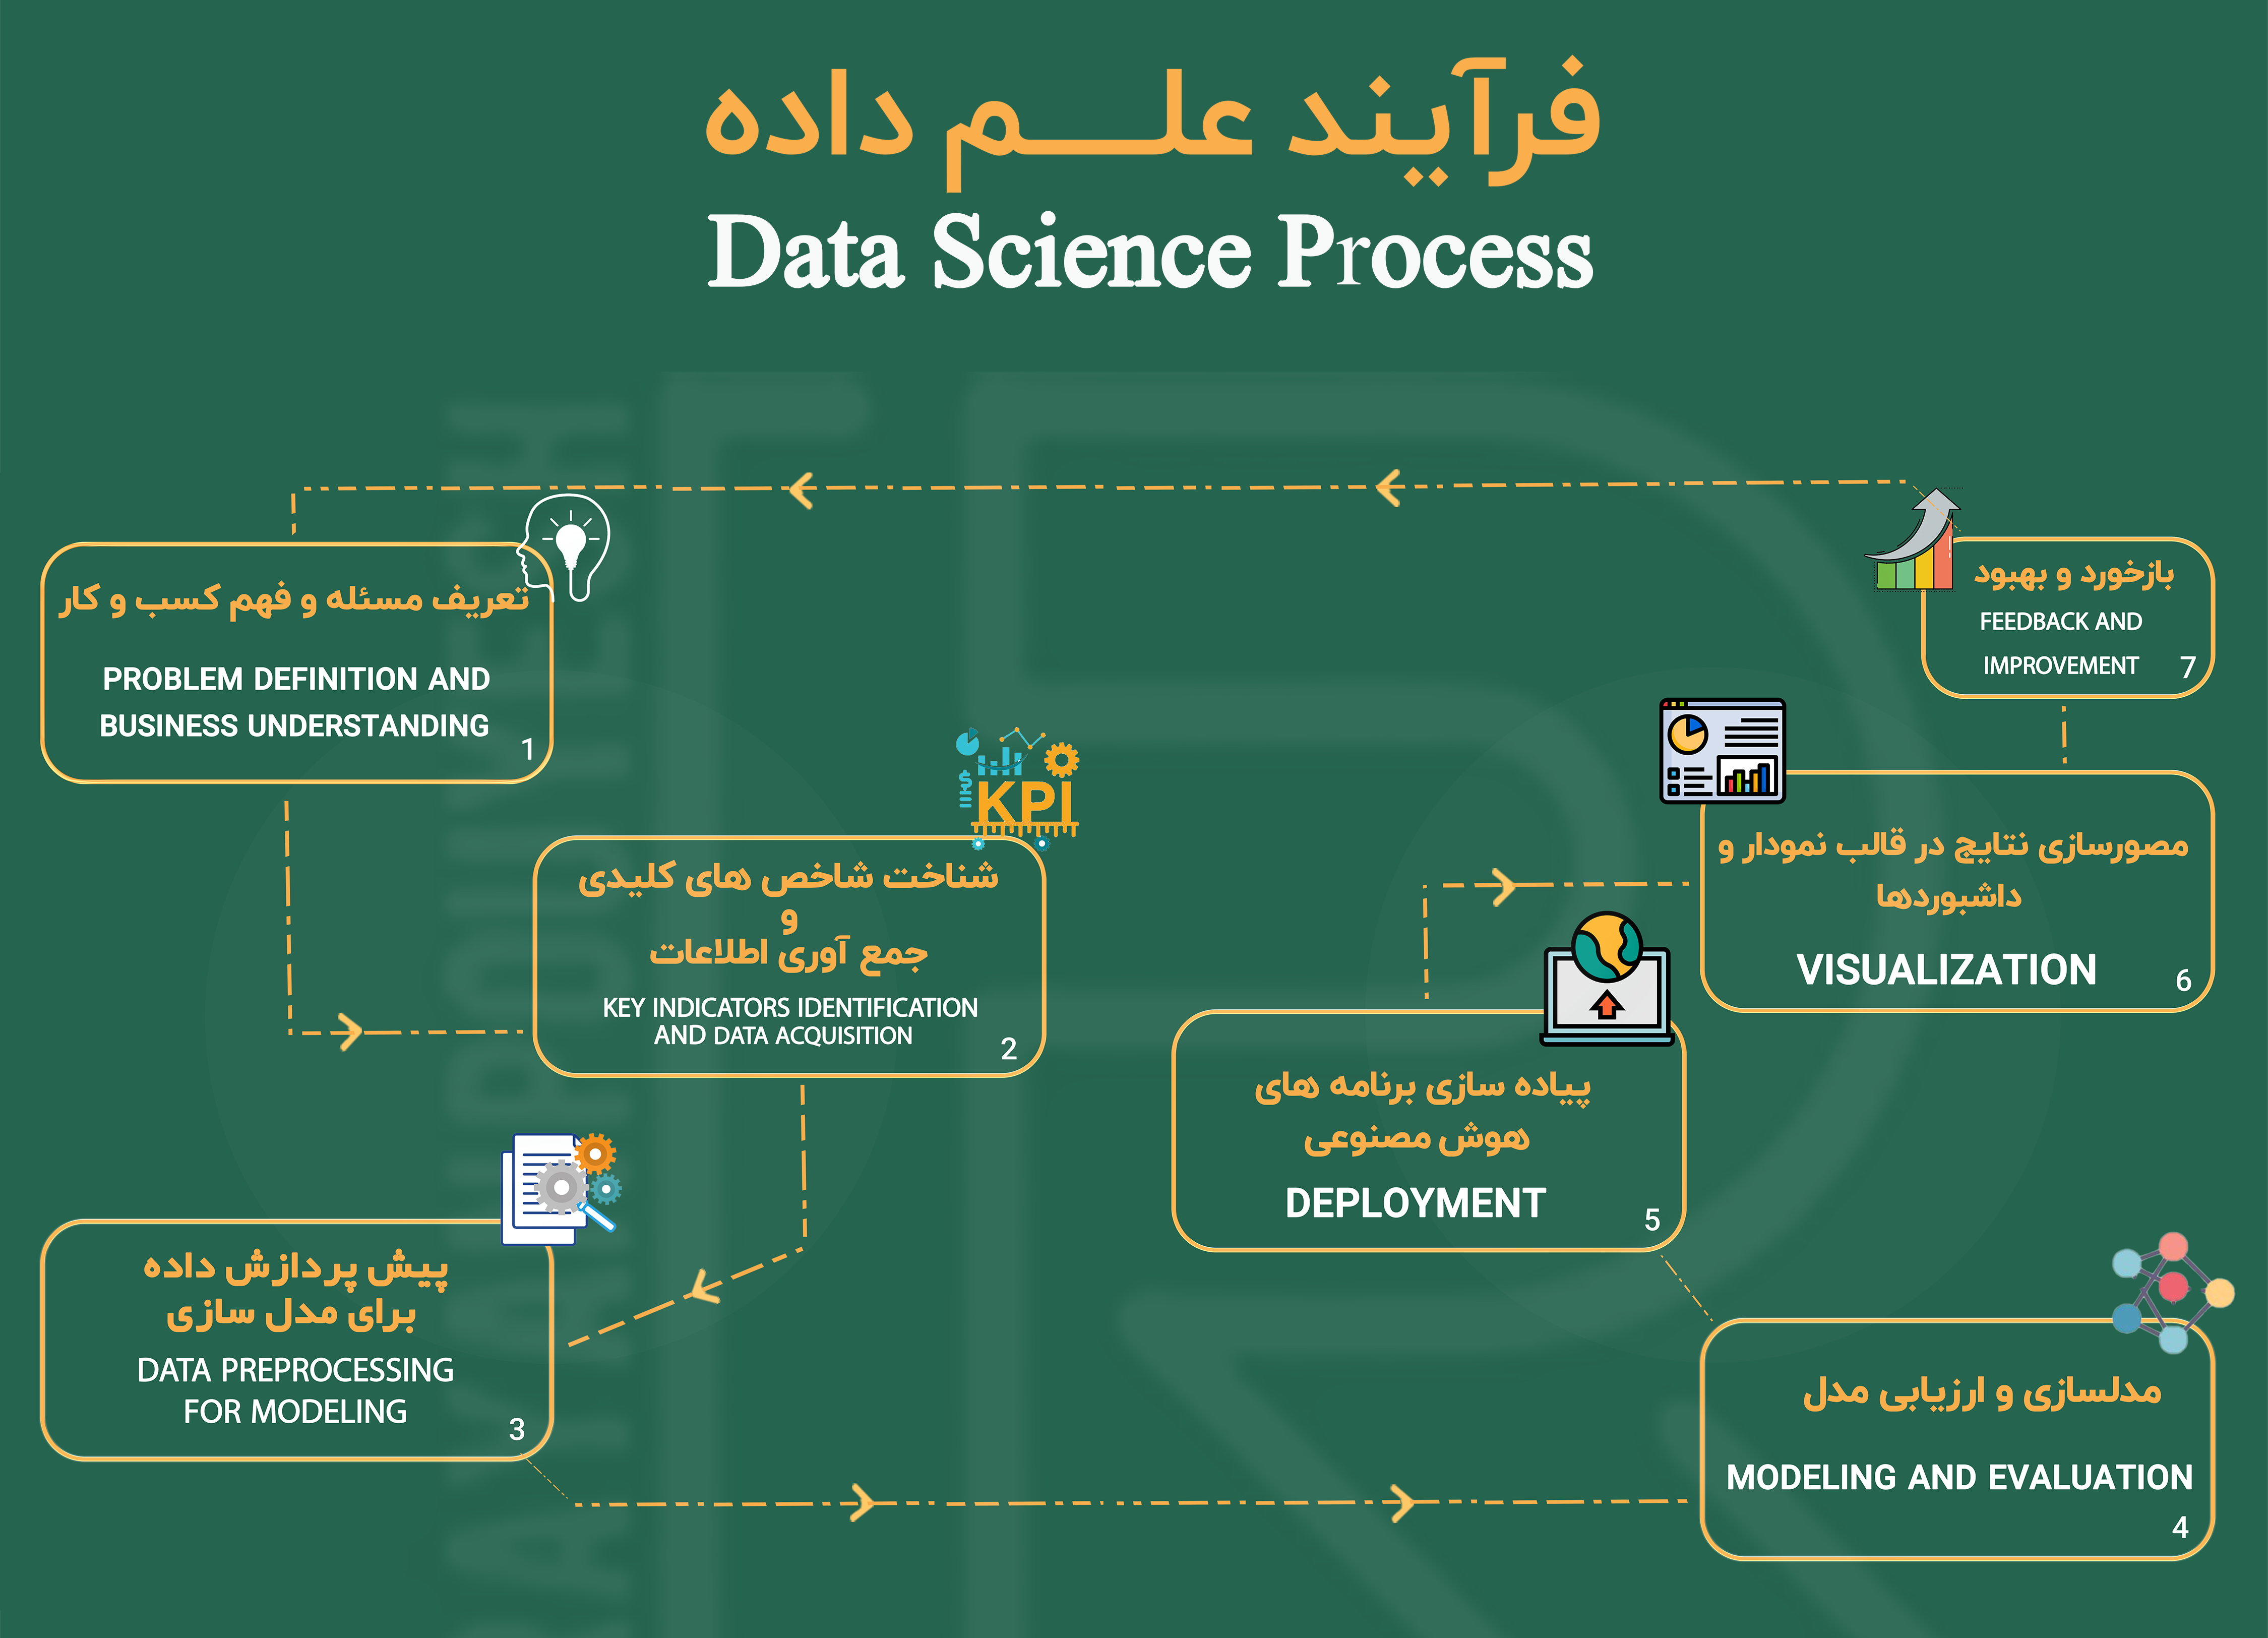 فرآیند علم داده
Data Science Process
تعریف مسئله و فهم کسب و کار
PROBLEM DEFINITION AND
BUSINESS UNDERSTANDING
1
KPI
شناخت شاخص های کلیدی
و
جمع آوری اطلاعات
KEY INDICATORS IDENTIFICATION
AND DATA ACQUISITION
2
پیش پردازش داده
برای مدل سازی
DATA PREPROCESSING
FOR MODELING
3
مدلسازی و ارزیابی مدل
MODELING AND EVALUATION
4
پیاده سازی برنامه های
هوش مصنوعی
DEPLOYMENT
5
مصورسازی نتایج در قالب نمودار و
داشبوردها
VISUALIZATION
6
بازخورد و بهبود
FEEDBACK AND
IMPROVEMENT
7